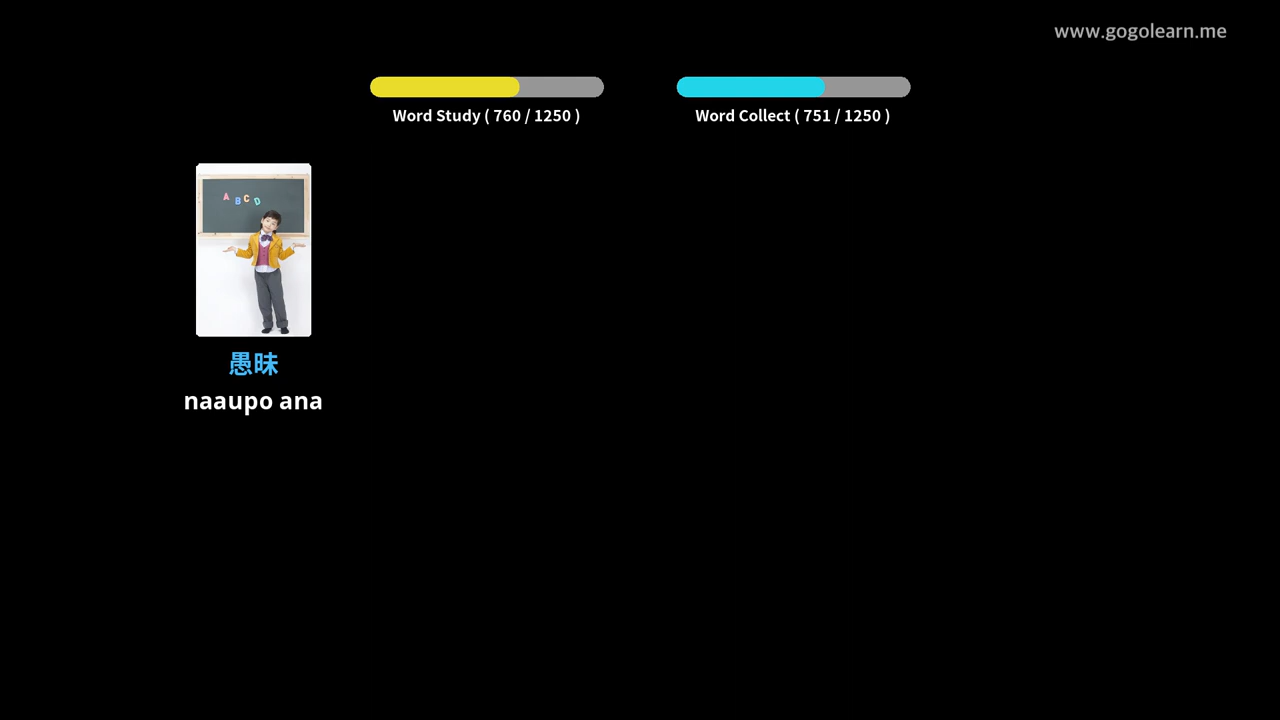 www.gogolearn.me
Word Study ( 760 / 1250 )
Word Collect ( 751 / 1250 )
A B C D
愚昧
naaupo ana